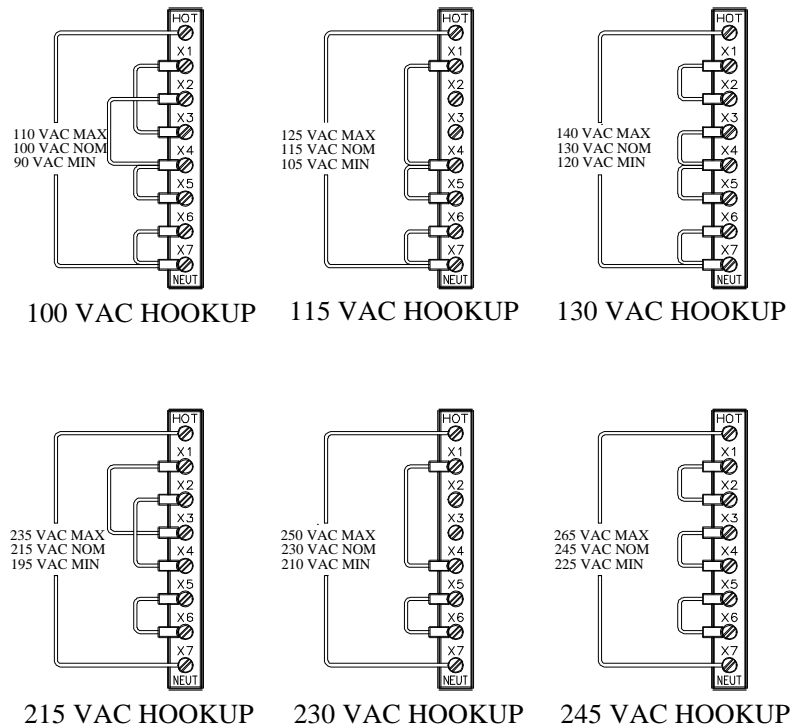 HOT
X1
X2
X3
X4
X5
X6
X7
NEUT
110 VAC MAX
100 VAC NOM
90 VAC MIN
100 VAC HOOKUP
HOT
X1
X2
X3
X4
X5
X6
X7
NEUT
125 VAC MAX
115 VAC NOM
105 VAC MIN
115 VAC HOOKUP
HOT
X1
X2
X3
X4
X5
X6
X7
NEUT
140 VAC MAX
130 VAC NOM
120 VAC MIN
130 VAC HOOKUP
HOT
X1
X2
X3
X4
X5
X6
X7
NEUT
235 VAC MAX
215 VAC NOM
195 VAC MIN
215 VAC HOOKUP
HOT
X1
X2
X3
X4
X5
X6
X7
NEUT
250 VAC MAX
230 VAC NOM
210 VAC MIN
230 VAC HOOKUP
HOT
X1
X2
X3
X4
X5
X6
X7
NEUT
265 VAC MAX
245 VAC NOM
225 VAC MIN
245 VAC HOOKUP